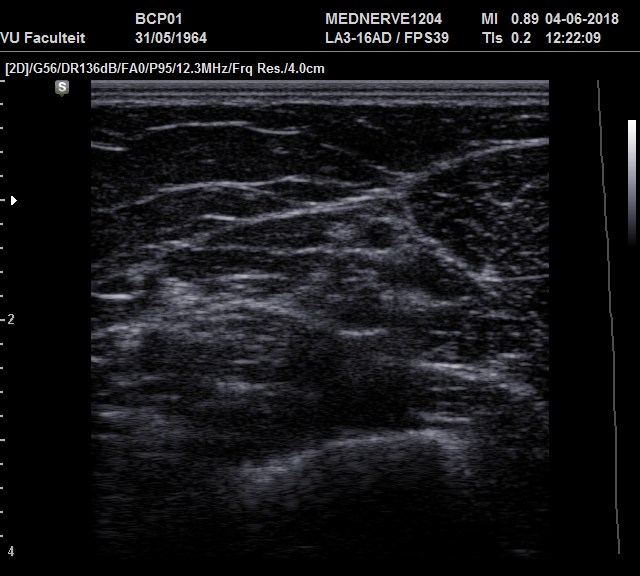 BCP01 MEDNERVE1204 MI 0.89 04-06-2018
VU Faculteit 31/05/1964 LA3-16AD / FPS39 TIs 0.2 12:22:09
[2D]/G56/DR136dB/FA0/P95/12.3MHz/Frq Res./4.0cm
S
2
4